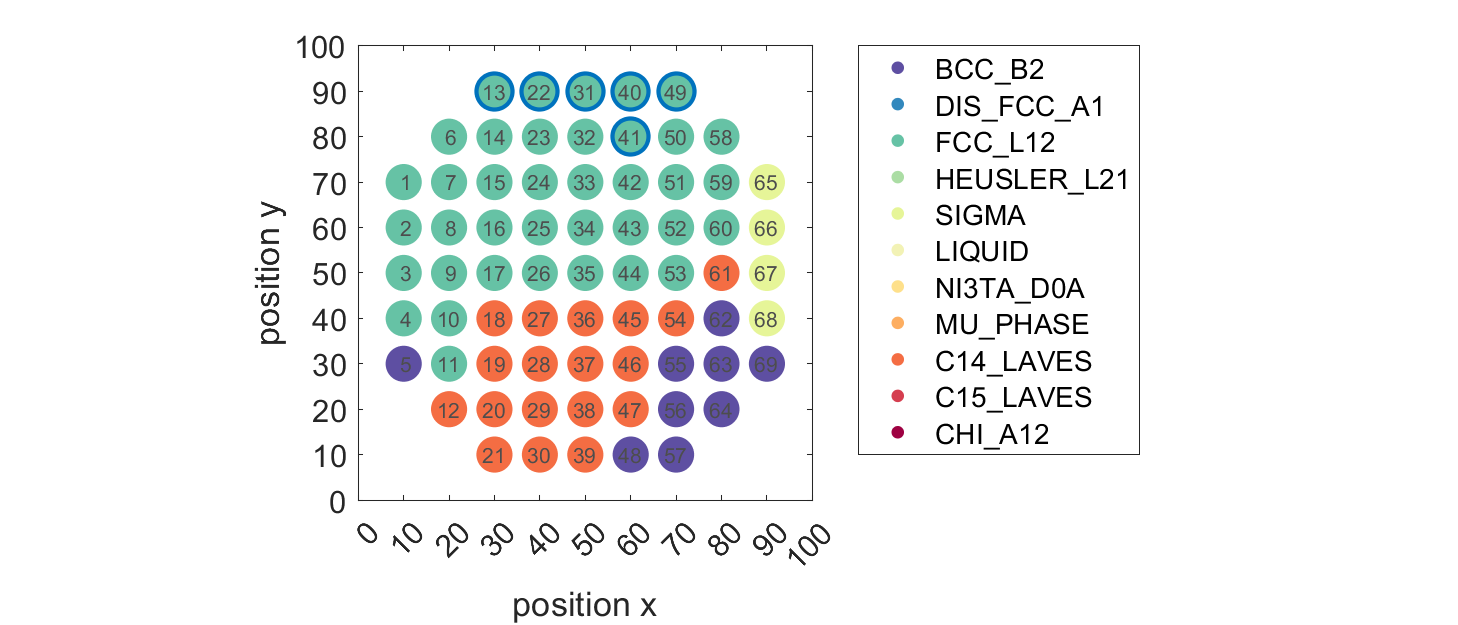 100
90
80
70
60
50
40
30
20
10
0
position y
13 22 31 40 49
6 14 23 32 41 50 58
1 7 15 24 33 42 51 59 65
2 8 16 25 34 43 52 60 66
3 9 17 26 35 44 53 61 67
4 10 18 27 36 45 54 62 68
5 11 19 28 37 46 55 63 69
12 20 29 38 47 56 64
21 30 39 48 57
0 10 20 30 40 50 60 70 80 90 100
position x
BCC_B2
DIS_FCC_A1
FCC_L12
HEUSLER_L21
SIGMA
LIQUID
NI3TA_D0A
MU_PHASE
C14_LAVES
C15_LAVES
CHI_A12